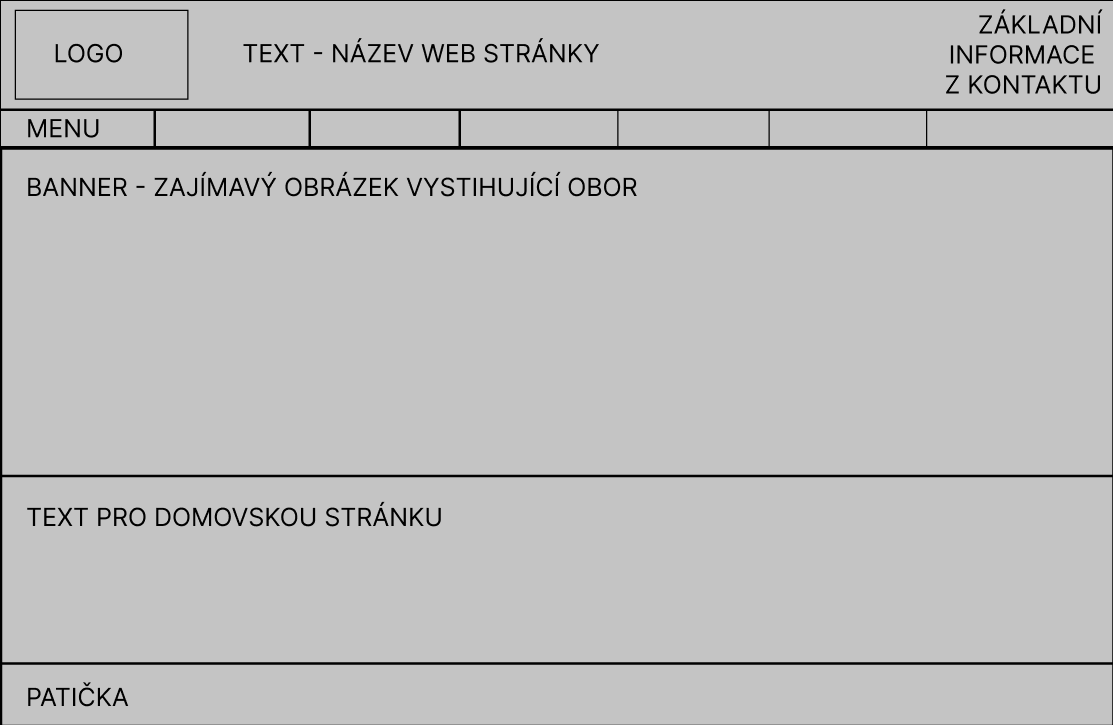 LOGO
TEXT - NÁZEV WEB STRÁNKY
ZÁKLADNÍ
INFORMACE
Z KONTAKTU
MENU
BANNER - ZAJÍMAVÝ OBRÁZEK VYSTIHUJÍCÍ OBOR
TEXT PRO DOMOVSKOU STRÁNKU
PATIČKA